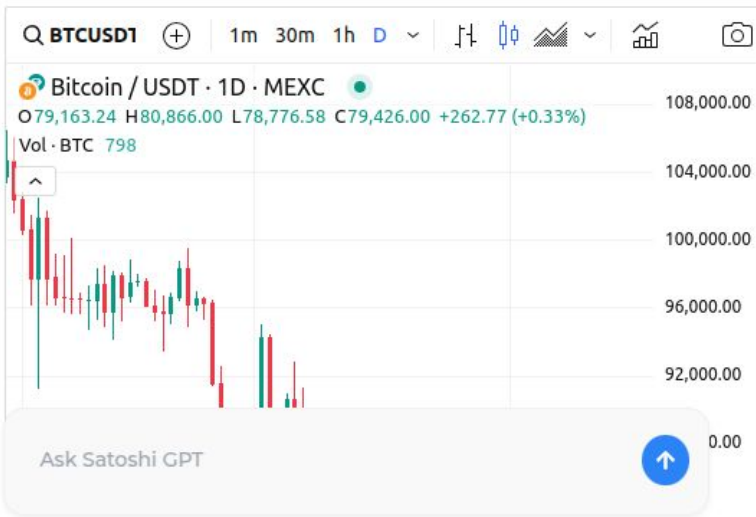 BTCUSDT 1m 30m 1h D
Bitcoin / USDT · 1D · MEXC
O79,163.24 H80,866.00 L78,776.58 C79,426.00 +262.77 (+0.33%)
Vol · BTC 798
108,000.00
104,000.00
100,000.00
96,000.00
92,000.00
0.00
Ask Satoshi GPT